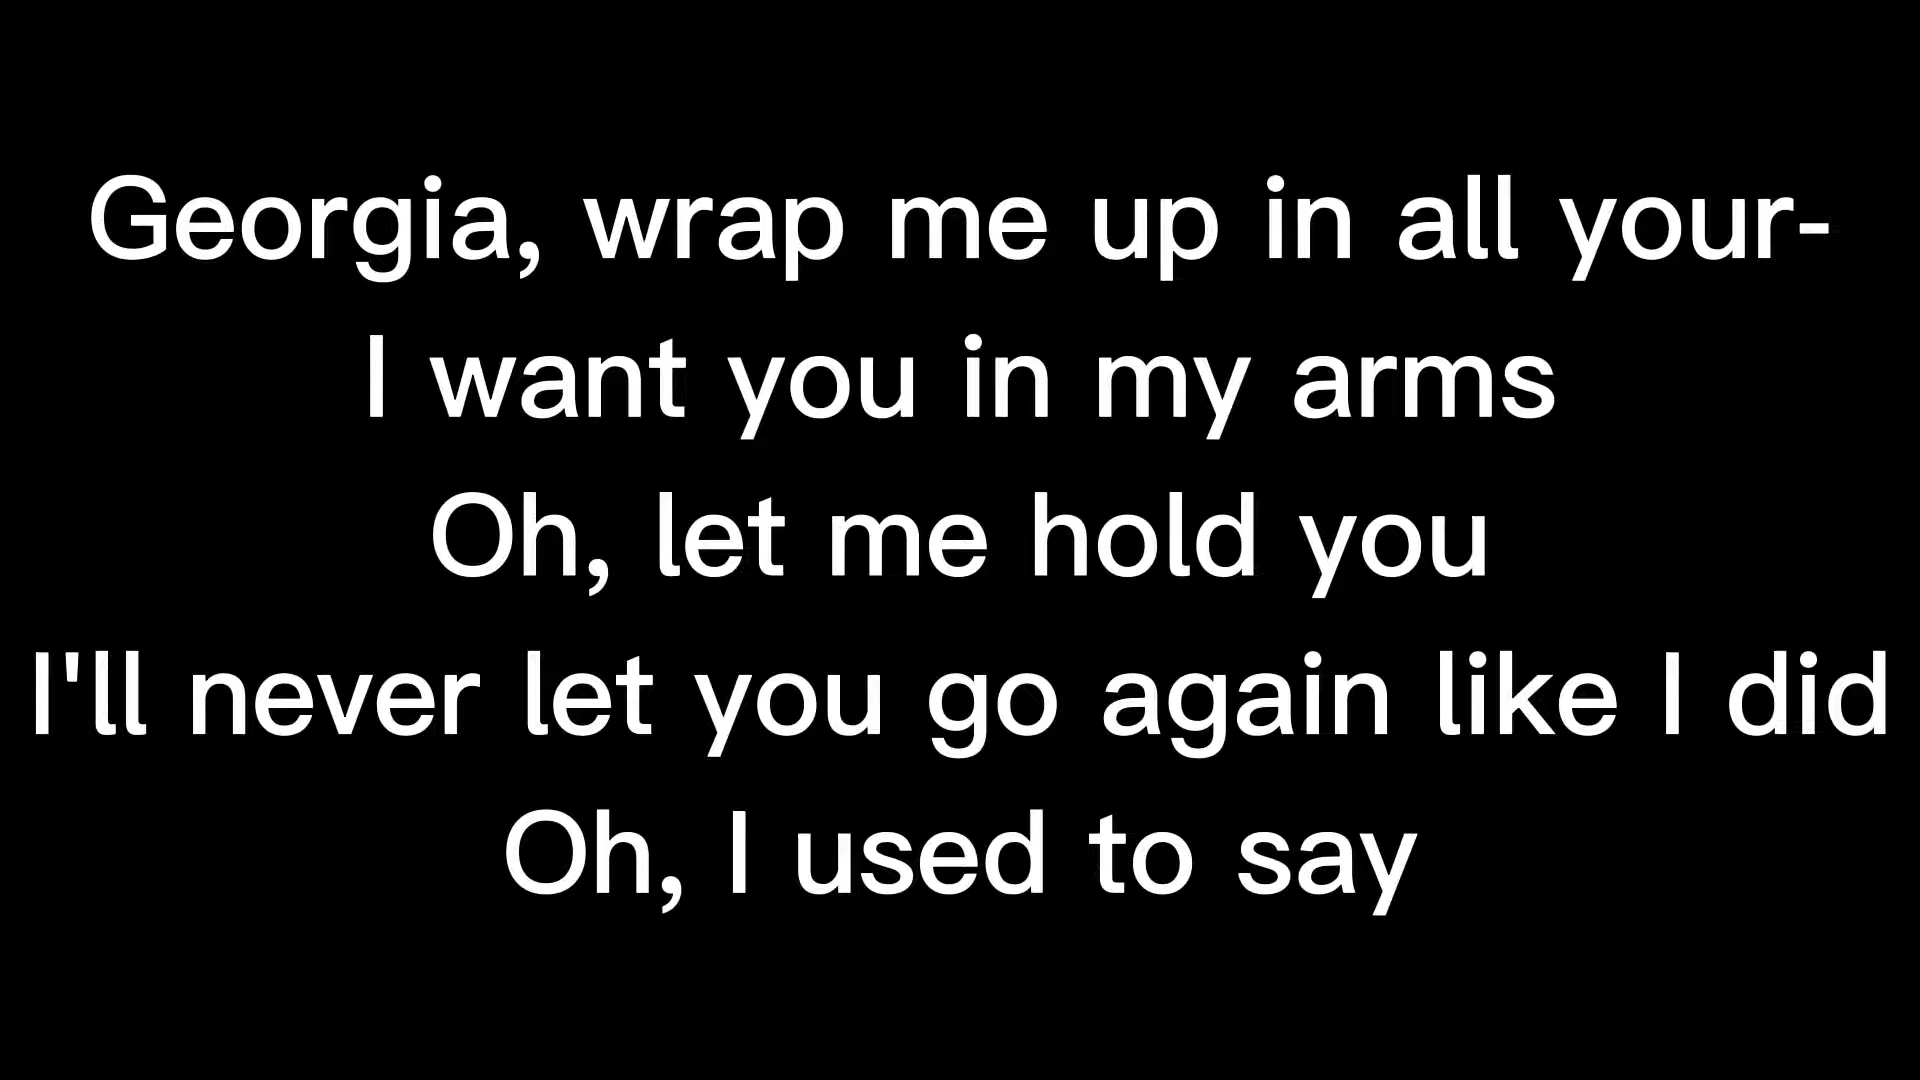 Georgia, wrap me up in all your-
I want you in my arms
Oh, let me hold you
I'll never let you go again like I did
Oh, I used to say